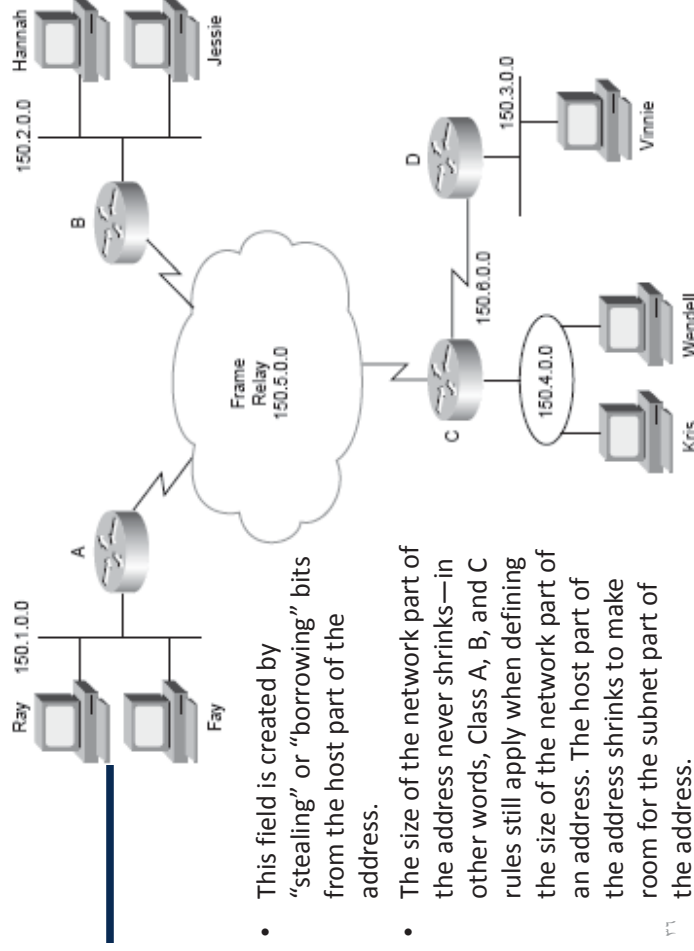 Ray
150.1.0.0
Fay
A
Hannah
150.2.0.0
Jessie
B
Frame
Relay
150.5.0.0
C
150.6.0.0
D
150.3.0.0
Vinnie
150.4.0.0
Kris
Wendell
• This field is created by
“stealing” or “borrowing” bits
from the host part of the
address.
• The size of the network part of
the address never shrinks—in
other words, Class A, B, and C
rules still apply when defining
the size of the network part of
an address. The host part of
the address shrinks to make
room for the subnet part of
the address.
٣٦